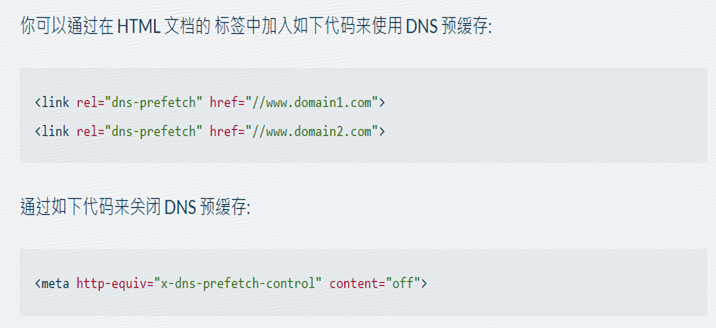 你可以通过在 HTML 文档的 标签中加入如下代码来使用 DNS 预缓存:
<link rel="dns-prefetch" href="//www.domain1.com">
<link rel="dns-prefetch" href="//www.domain2.com">
通过如下代码来关闭 DNS 预缓存:
<meta http-equiv="x-dns-prefetch-control" content="off">